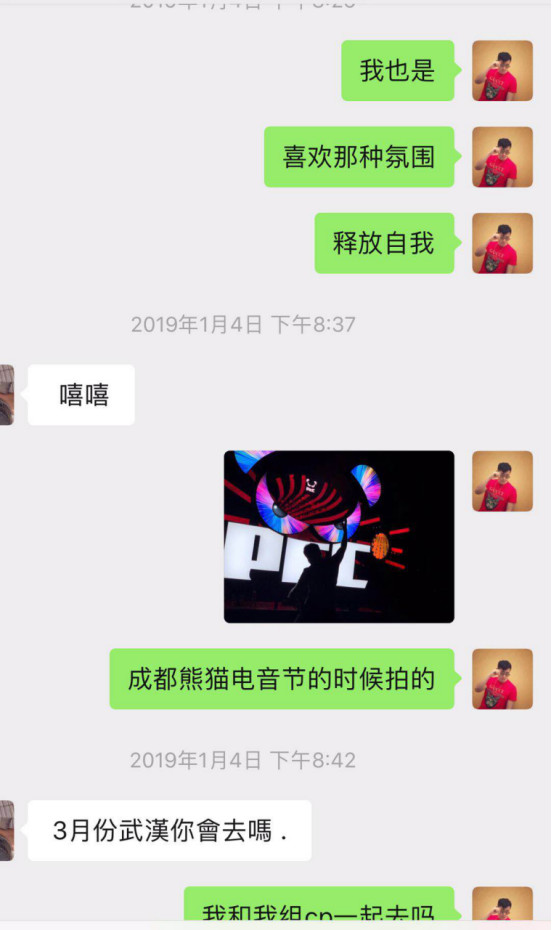 我也是
喜欢那种氛围
释放自我
2019年1月4日 下午8:37
嘻嘻
成都熊猫电音节的时候拍的
2019年1月4日 下午8:42
3月份武漢你會去嗎 .
我和我组cp一起去吗